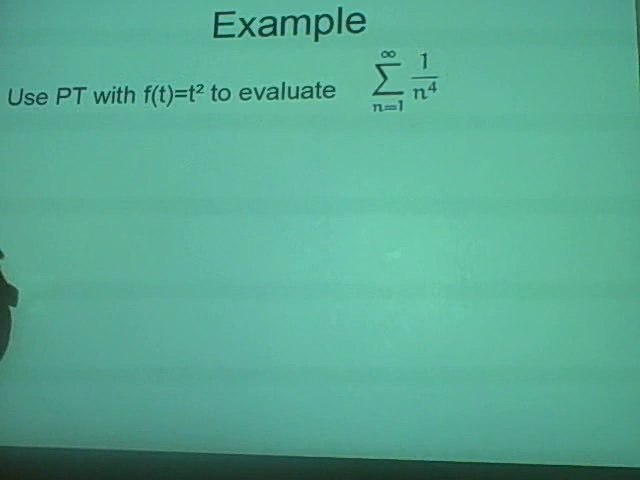 Example
Use PT with f(t)=t² to evaluate ∞ ∑ n=1 1/n⁴